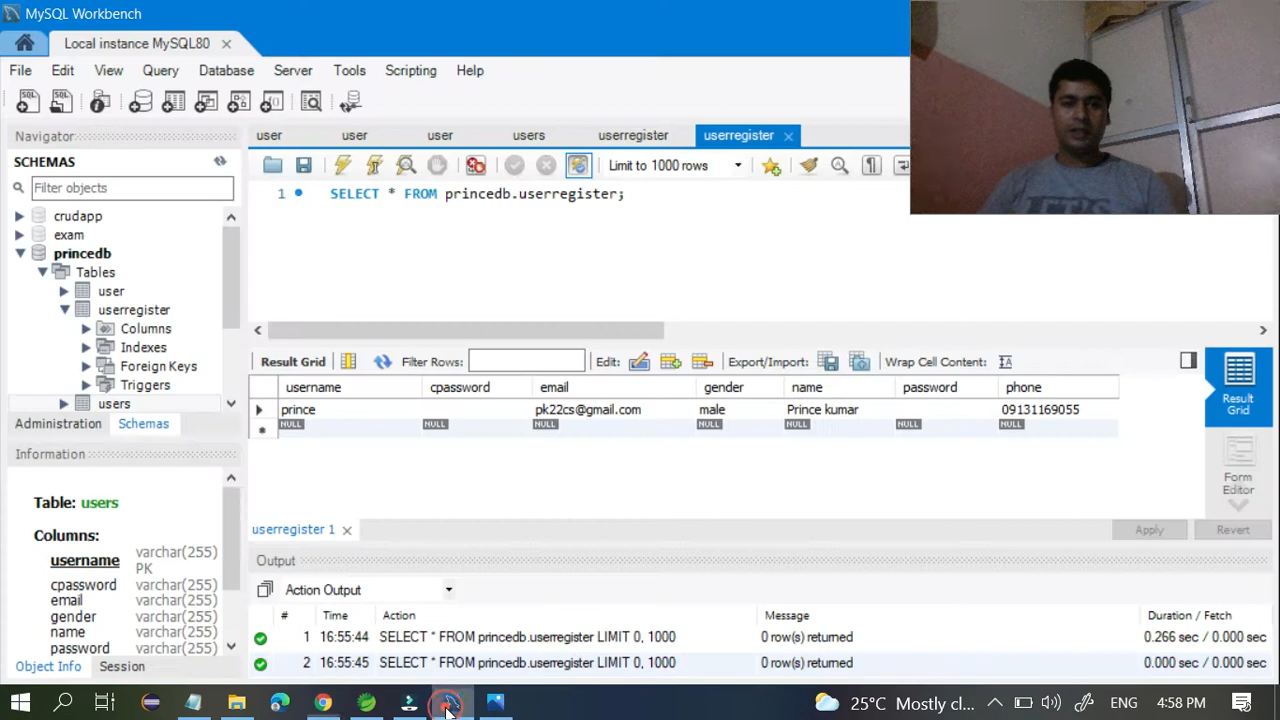 MySQL Workbench
Local instance MySQL80
File Edit View Query Database Server Tools Scripting Help
Navigator
user user user users userregister userregister
SCHEMAS
Limit to 1000 rows
Filter objects
1 SELECT * FROM princedb.userregister;
crudapp
exam
princedb
Tables
user
userregister
Columns
Indexes
Foreign Keys
Triggers
users
Administration Schemas
Result Grid Filter Rows: Edit: Export/Import: Wrap Cell Content:
username cpassword email gender name password phone
prince pk22cs@gmail.com male Prince kumar 09131169055
NULL NULL NULL NULL NULL NULL NULL
Result
Grid
Form
Editor
Information
Table: users
Columns:
username varchar(255)
PK
cpassword varchar(255)
email varchar(255)
gender varchar(255)
name varchar(255)
password varchar(255)
Object Info Session
userregister 1
Apply Revert
Output
Action Output
# Time Action Message Duration / Fetch
1 16:55:44 SELECT * FROM princedb.userregister LIMIT 0, 1000 0 row(s) returned 0.266 sec / 0.000 sec
2 16:55:45 SELECT * FROM princedb.userregister LIMIT 0, 1000 0 row(s) returned 0.000 sec / 0.000 sec
25°C Mostly cl... ENG 4:58 PM